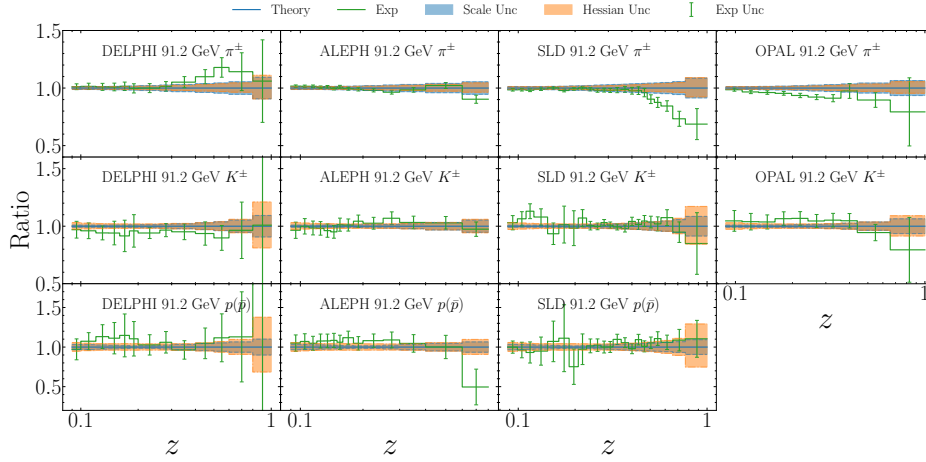 Theory Exp Scale Unc Hessian Unc Exp Unc
1.5
DELPHI 91.2 GeV π± ALEPH 91.2 GeV π± SLD 91.2 GeV π± OPAL 91.2 GeV π±
1.0
0.5
DELPHI 91.2 GeV K± ALEPH 91.2 GeV K± SLD 91.2 GeV K± OPAL 91.2 GeV K±
1.5
Ratio
1.0
0.5
0.1 1
z
DELPHI 91.2 GeV p(p̄) ALEPH 91.2 GeV p(p̄) SLD 91.2 GeV p(p̄)
1.5
1.0
0.5
0.1 1 0.1 0.1 1
z z z